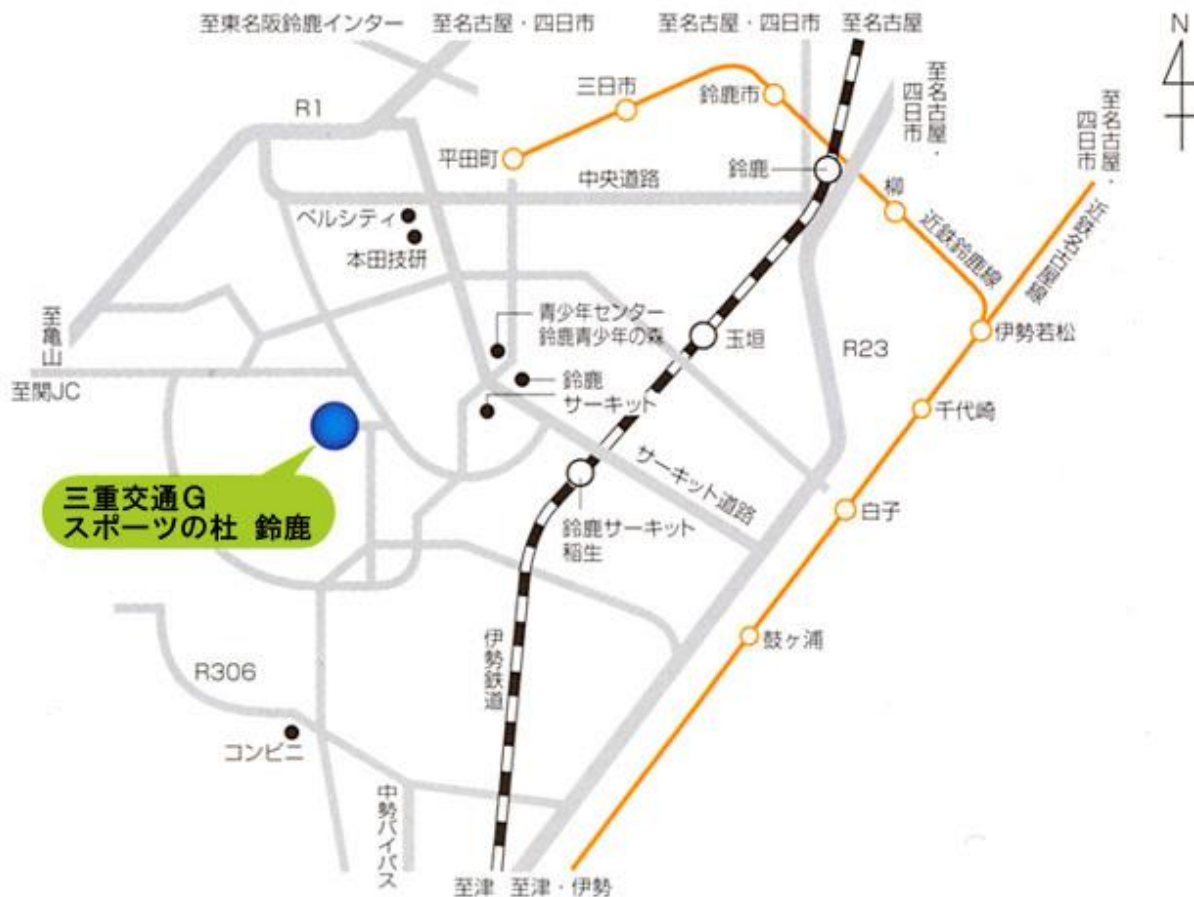 至東名阪鈴鹿インター
至名古屋・四日市
至名古屋・四日市
至名古屋
N
至名古屋・
四日市
至名古屋・
四日市
R1
三日市
鈴鹿市
平田町
鈴鹿
中央道路
柳
ベルシティ
本田技研
近鉄鈴鹿線
近鉄名古屋線
至亀山
青少年センター
鈴鹿青少年の森
玉垣
R23
伊勢若松
至関JC
鈴鹿
サーキット
千代崎
サーキット道路
三重交通G
スポーツの杜 鈴鹿
白子
鈴鹿サーキット
稲生
伊勢鉄道
鼓ヶ浦
R306
コンビニ
中勢バイパス
至津
至津・伊勢